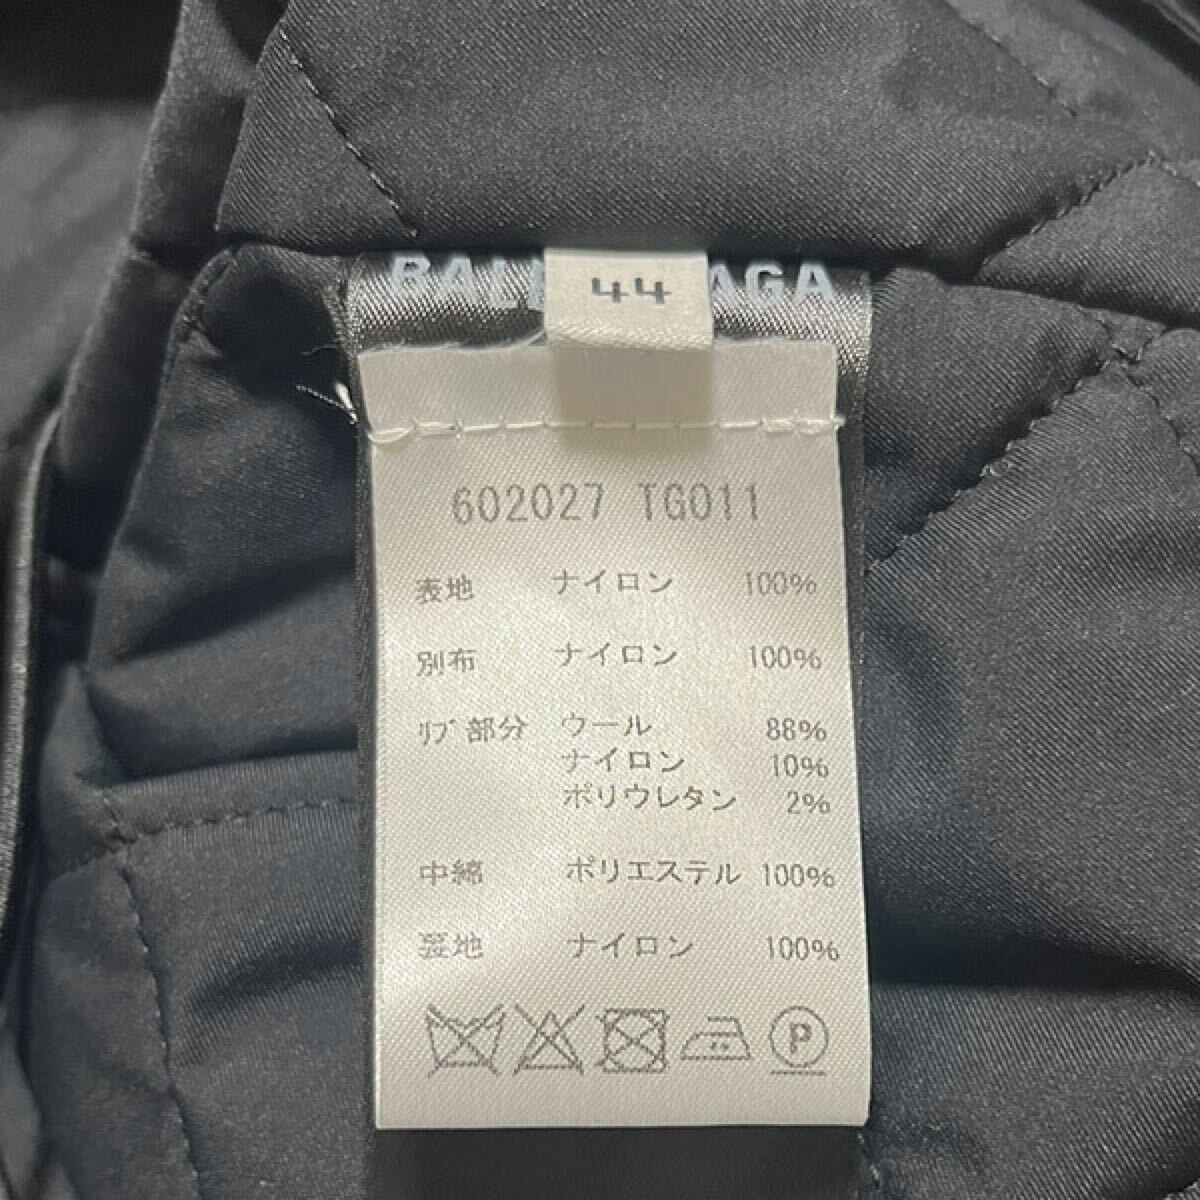 44
602027 TG011
表地 ナイロン 100%
別布 ナイロン 100%
ﾘﾌﾞ部分 ウール 88%
ナイロン 10%
ポリウレタン 2%
中綿 ポリエステル 100%
裏地 ナイロン 100%
P